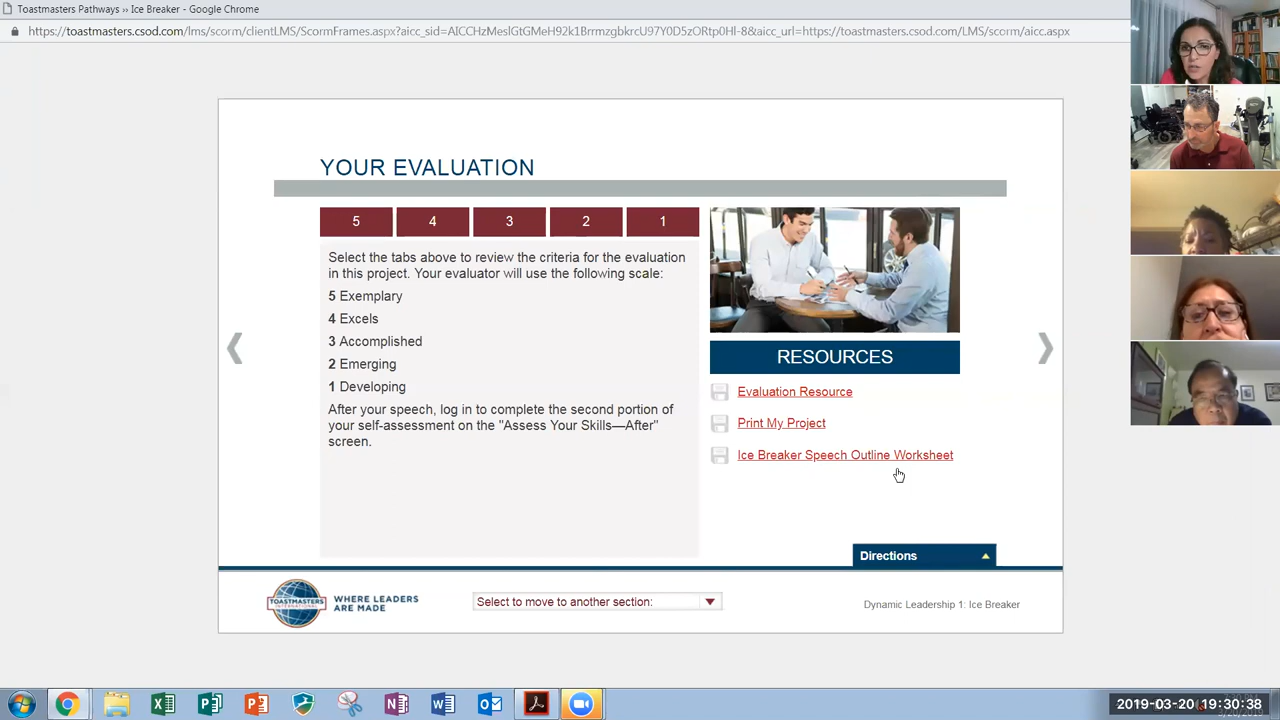 Toastmasters Pathways ›› Ice Breaker - Google Chrome
https://toastmasters.csod.com/lms/scorm/clientLMS/ScormFrames.aspx?aicc_sid=AICCHzMeslGtGMeH92k1BrrmzgbkrcU97Y0D5zORtp0HI-8&aicc_url=https://toastmasters.csod.com/LMS/scorm/aicc.aspx
YOUR EVALUATION
5 4 3 2 1
Select the tabs above to review the criteria for the evaluation
in this project. Your evaluator will use the following scale:
5 Exemplary
4 Excels
3 Accomplished
2 Emerging
1 Developing
After your speech, log in to complete the second portion of
your self-assessment on the "Assess Your Skills—After"
screen.
RESOURCES
Evaluation Resource
Print My Project
Ice Breaker Speech Outline Worksheet
Directions
TOASTMASTERS
INTERNATIONAL
WHERE LEADERS
ARE MADE
Select to move to another section:
Dynamic Leadership 1: Ice Breaker
2019-03-20 19:30:38